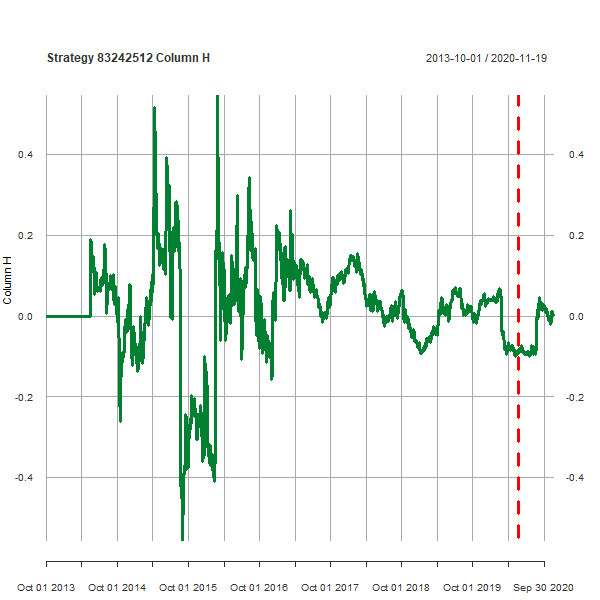 Strategy 83242512 Column H
2013-10-01 / 2020-11-19
0.4 0.4
0.2 0.2
0.0 0.0
-0.2 -0.2
-0.4 -0.4
Column H
Oct 01 2013 Oct 01 2014 Oct 01 2015 Oct 01 2016 Oct 01 2017 Oct 01 2018 Oct 01 2019 Sep 30 2020